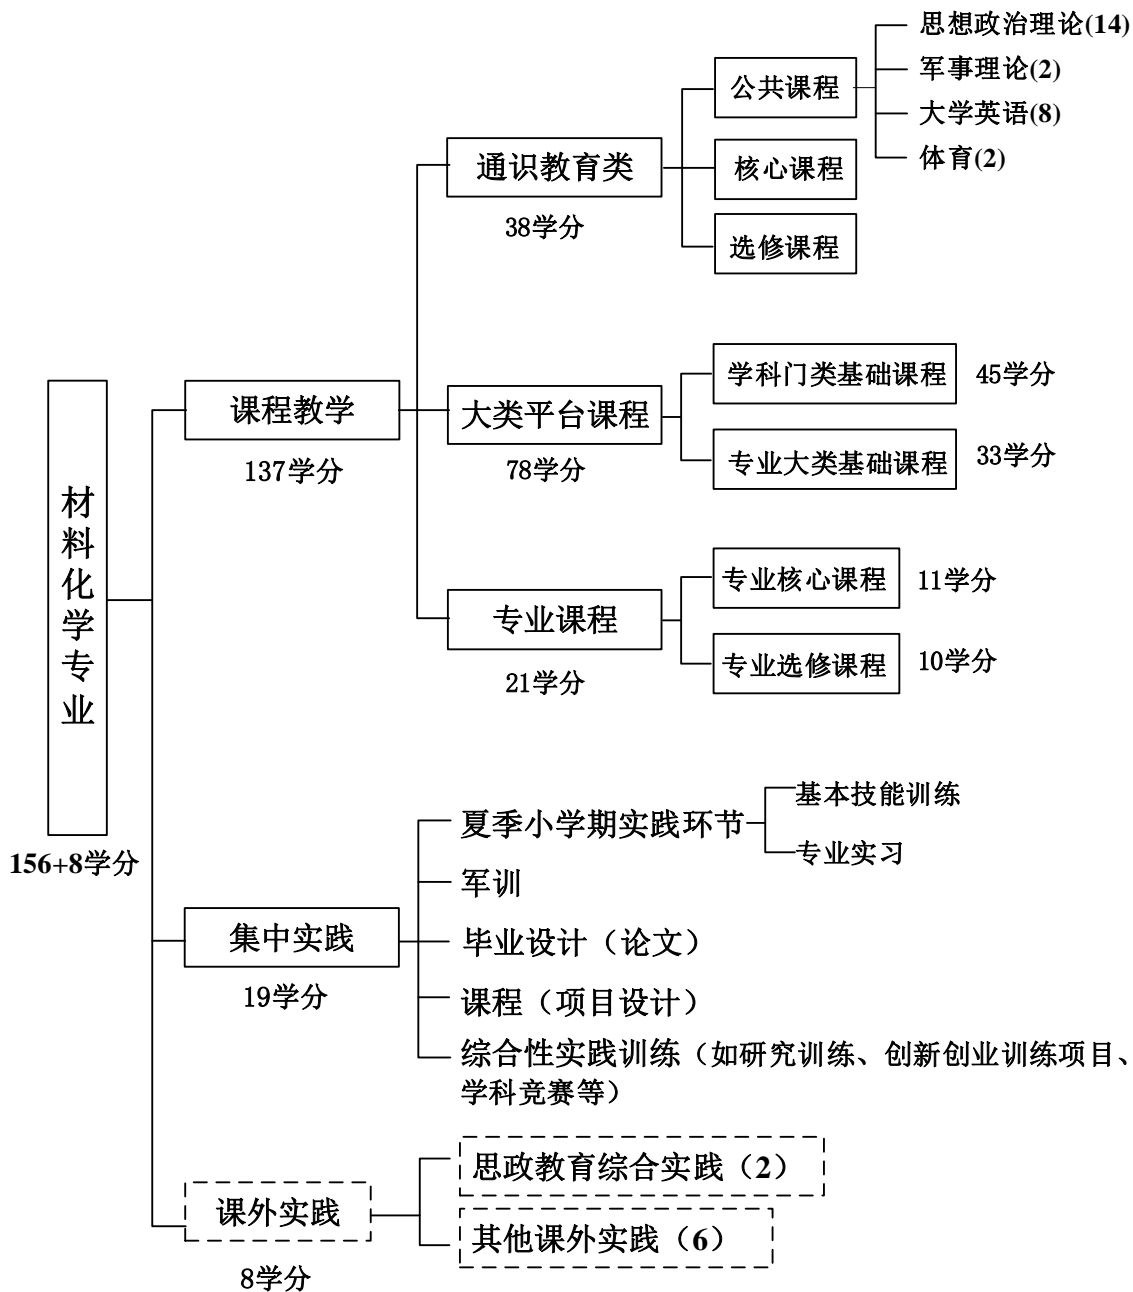 材料化学专业
156+8学分
课程教学
137学分
通识教育类
38学分
公共课程
思想政治理论(14)
军事理论(2)
大学英语(8)
体育(2)
核心课程
选修课程
大类平台课程
78学分
学科门类基础课程
45学分
专业大类基础课程
33学分
专业课程
21学分
专业核心课程
11学分
专业选修课程
10学分
集中实践
19学分
夏季小学期实践环节
基本技能训练
专业实习
军训
毕业设计（论文）
课程（项目设计）
综合性实践训练（如研究训练、创新创业训练项目、
学科竞赛等）
课外实践
8学分
思政教育综合实践（2）
其他课外实践（6）